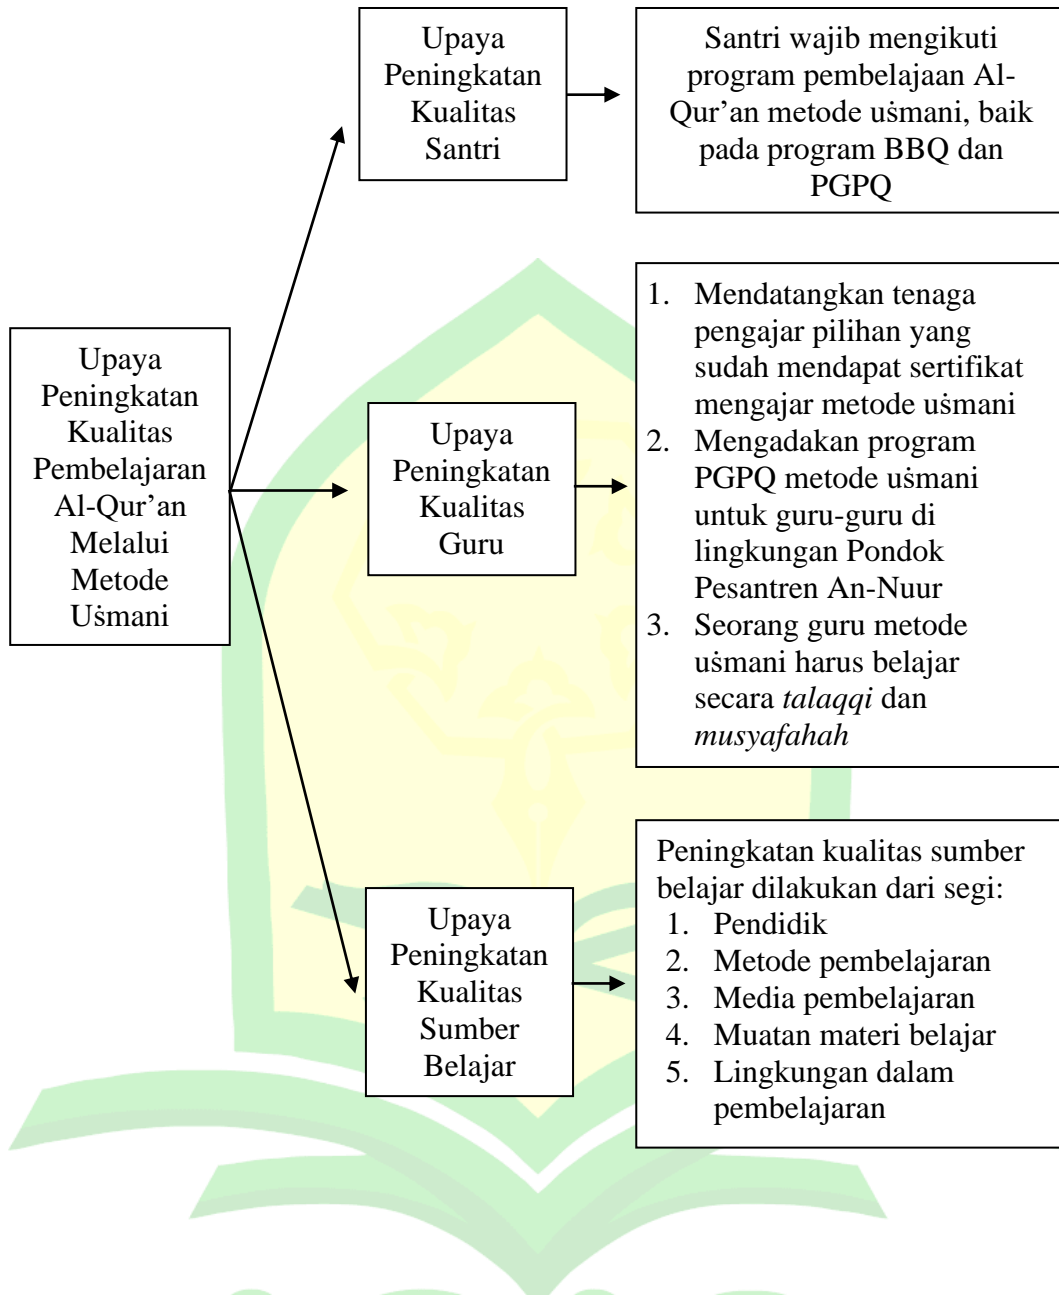 Upaya
Peningkatan
Kualitas
Santri
Santri wajib mengikuti
program pembelajaan Al-
Qur'an metode uṡmani, baik
pada program BBQ dan
PGPQ
Upaya
Peningkatan
Kualitas
Pembelajaran
Al-Qur'an
Melalui
Metode
Uṡmani
Upaya
Peningkatan
Kualitas
Guru
1. Mendatangkan tenaga
pengajar pilihan yang
sudah mendapat sertifikat
mengajar metode uṡmani
2. Mengadakan program
PGPQ metode uṡmani
untuk guru-guru di
lingkungan Pondok
Pesantren An-Nuur
3. Seorang guru metode
uṡmani harus belajar
secara talaqqi dan
musyafahah
Upaya
Peningkatan
Kualitas
Sumber
Belajar
Peningkatan kualitas sumber
belajar dilakukan dari segi:
1. Pendidik
2. Metode pembelajaran
3. Media pembelajaran
4. Muatan materi belajar
5. Lingkungan dalam
pembelajaran